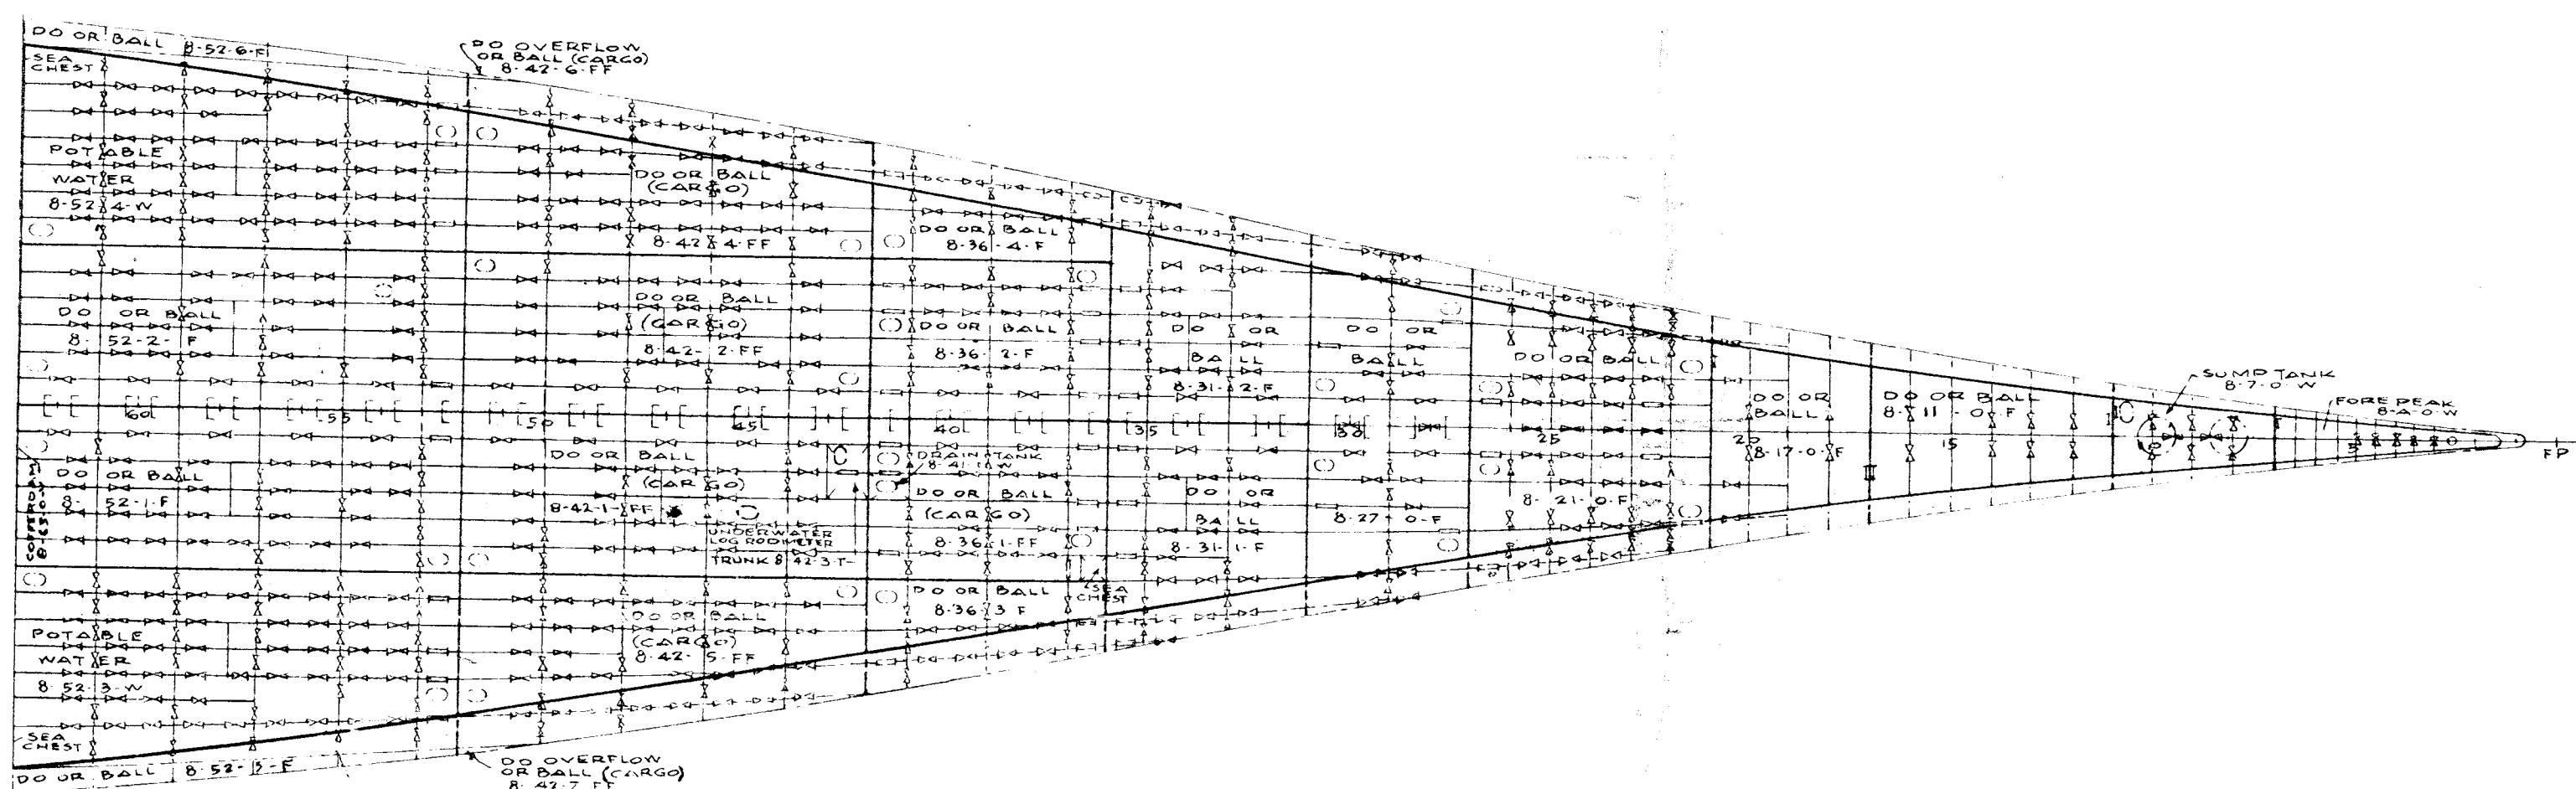 DO OR BALL 8-52-6-F
SEA
CHEST
DO OVERFLOW
OR BALL (CARGO)
8-42-6-FF
POTABLE
WATER
8-52-4-W
DO OR BALL
(CARGO)
8-42-4-FF
DO OR BALL
8-36-4-F
DO OR BALL
8-52-2-F
DO OR BALL
(CARGO)
8-42-2-FF
DO OR BALL
8-36-2-F
DO OR
BALL
8-31-2-F
DO OR
BALL
8-27-0-F
DO OR BALL
8-21-0-F
DO OR
BALL
8-17-0-F
DO OR BALL
8-11-0-F
SUMP TANK
8-7-0-W
FORE PEAK
8-A-0-W
60 55 50 45 40 35 30 25 20 15 10 5 0
FP
COFFERDAM
DO OR BALL
8-52-1-F
DO OR BALL
(CARGO)
8-42-1-FF
UNDERWATER
LOG RODMETER
TRUNK 8-42-3-T
DRAIN TANK
8-41-1-W
DO OR BALL
(CARGO)
8-36-1-FF
DO OR
BALL
8-31-1-F
SEA
CHEST
DO OR BALL
8-36-3-F
DO OR BALL
(CARGO)
8-42-5-FF
POTABLE
WATER
8-52-3-W
SEA
CHEST
DO OR BALL 8-52-5-F
DO OVERFLOW
OR BALL (CARGO)
8-42-7-FF